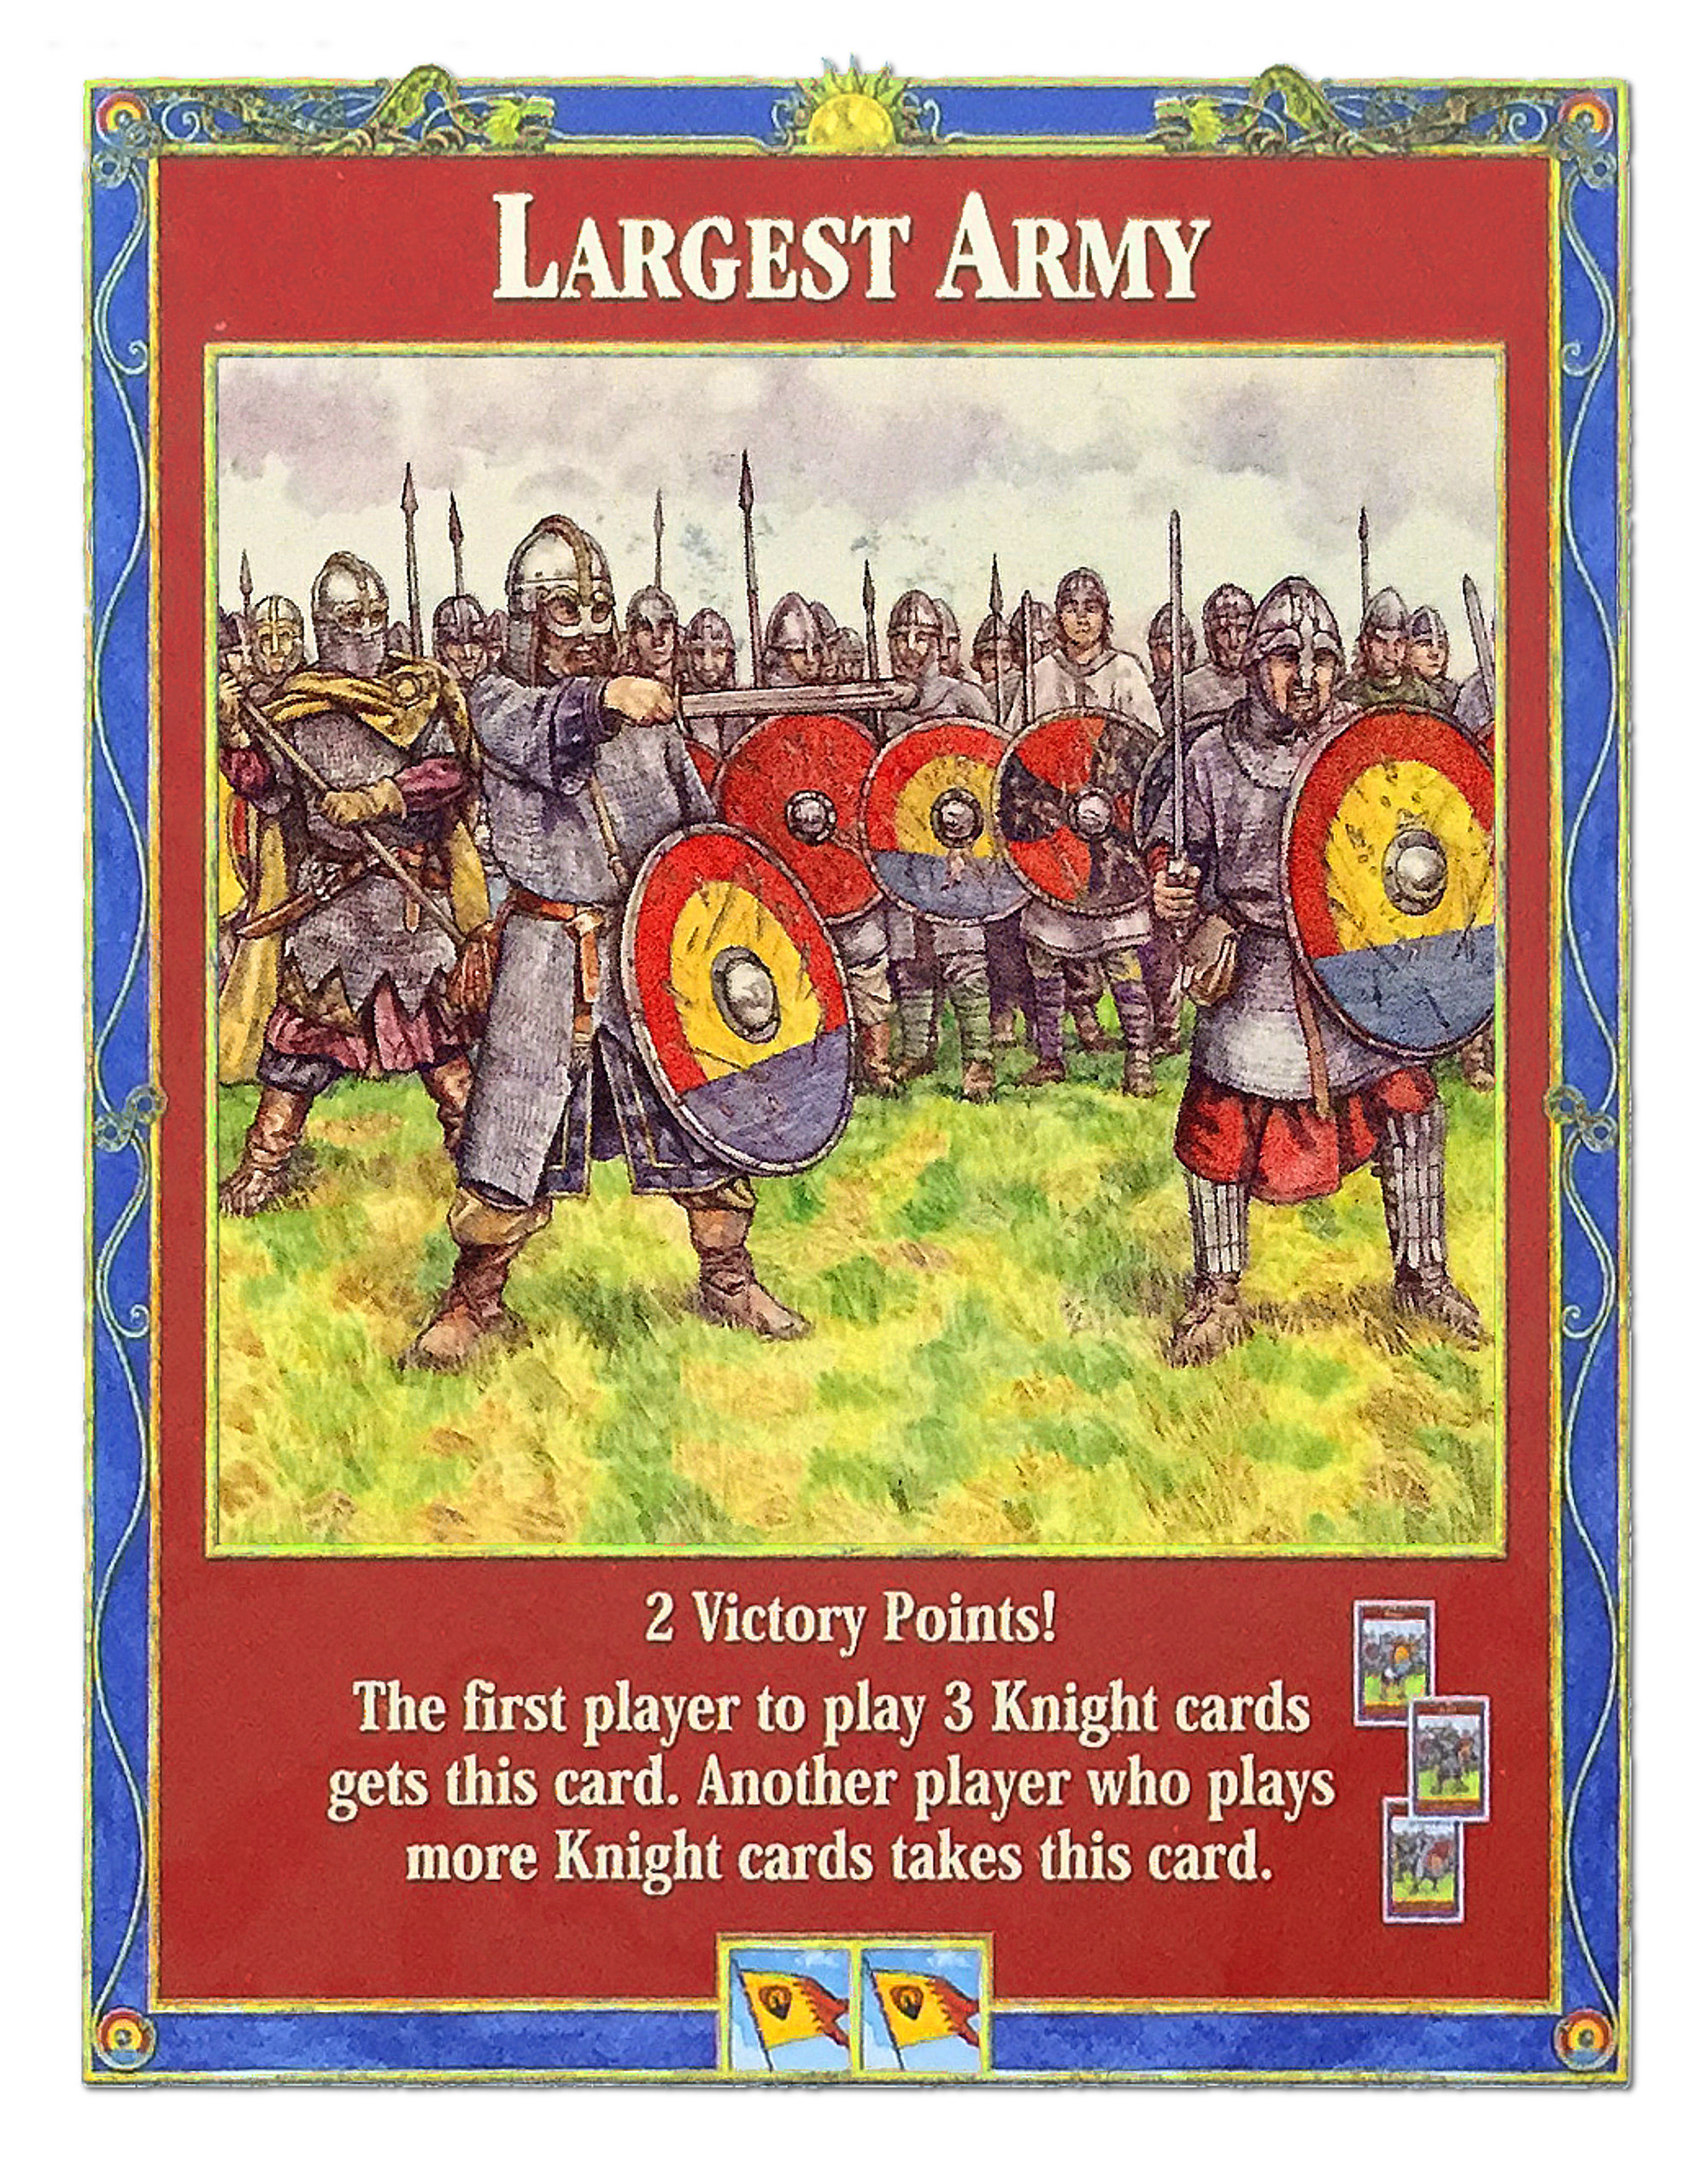 LARGEST ARMY
2 Victory Points!
The first player to play 3 Knight cards
gets this card. Another player who plays
more Knight cards takes this card.